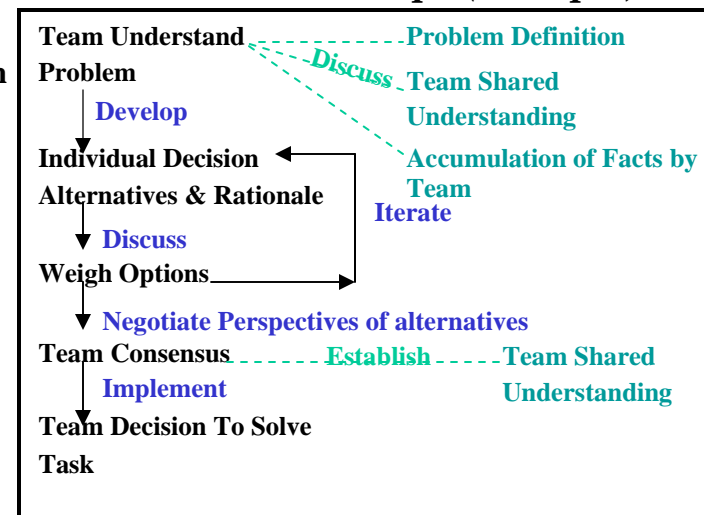 Team Understand
Problem
Discuss
Problem Definition
Team Shared
Understanding
Accumulation of Facts by
Team
Develop
Individual Decision
Alternatives & Rationale
Iterate
Discuss
Weigh Options
Negotiate Perspectives of alternatives
Team Consensus
Establish
Team Shared
Understanding
Implement
Team Decision To Solve
Task